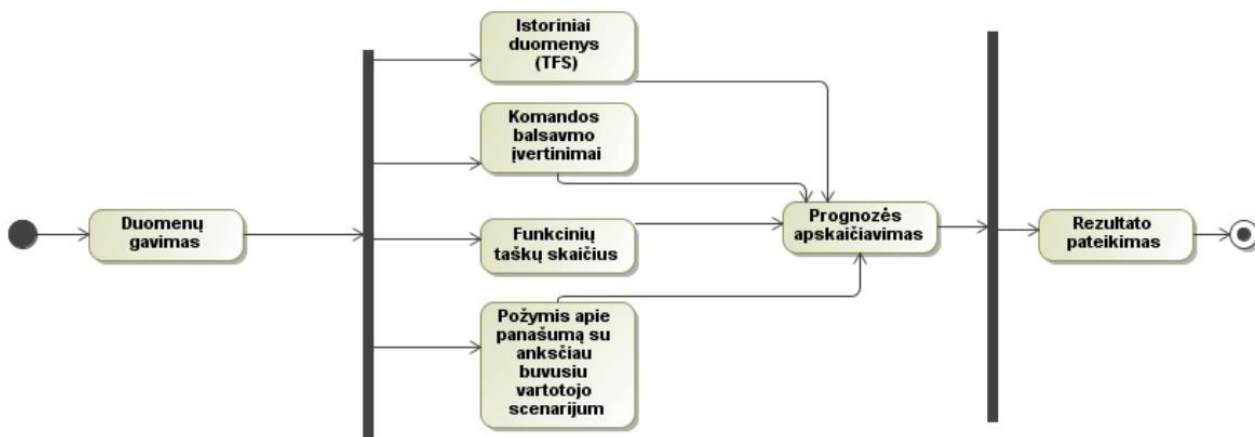 Istoriniai
duomenys
(TFS)
Komandos
balsavmo
įvertinimai
Duomenų
gavimas
Funkcinių
taškų skaičius
Prognozės
apskaičiavimas
Rezultato
pateikimas
Požymis apie
panašumą su
anksčiau
buvusiu
vartotojo
scenarijum